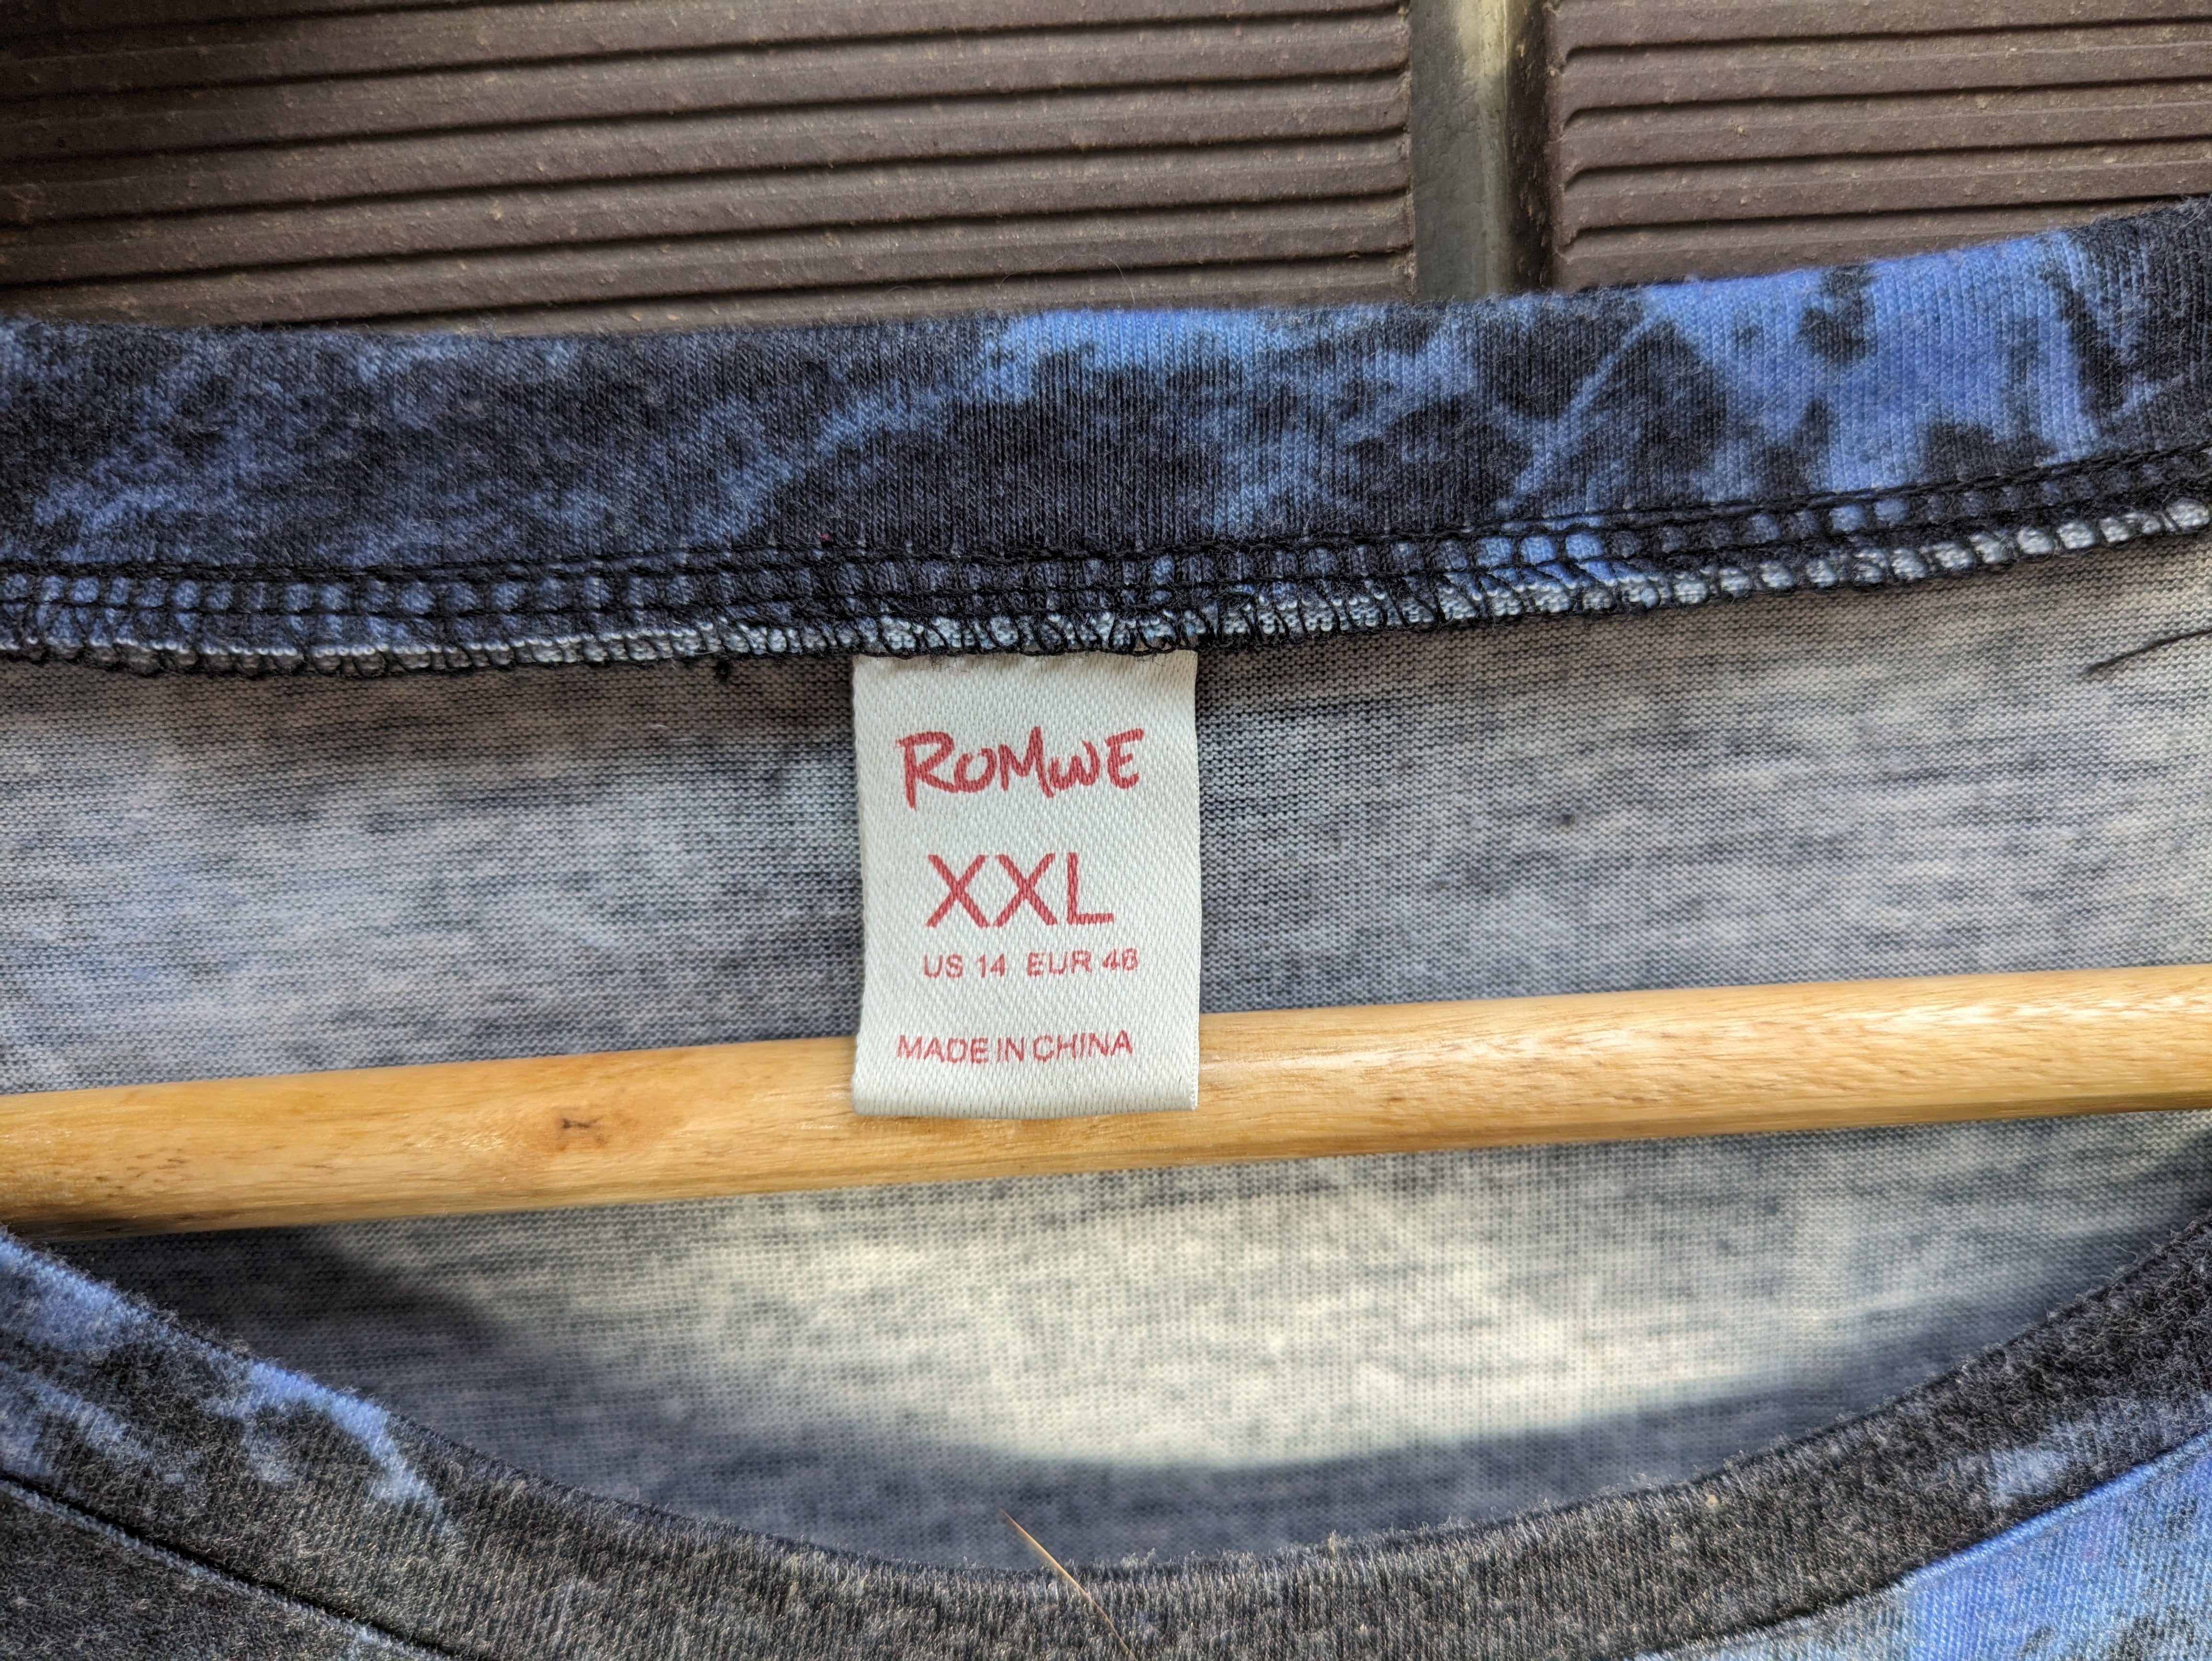 ROMWE
XXL
US 14 EUR 46
MADE IN CHINA